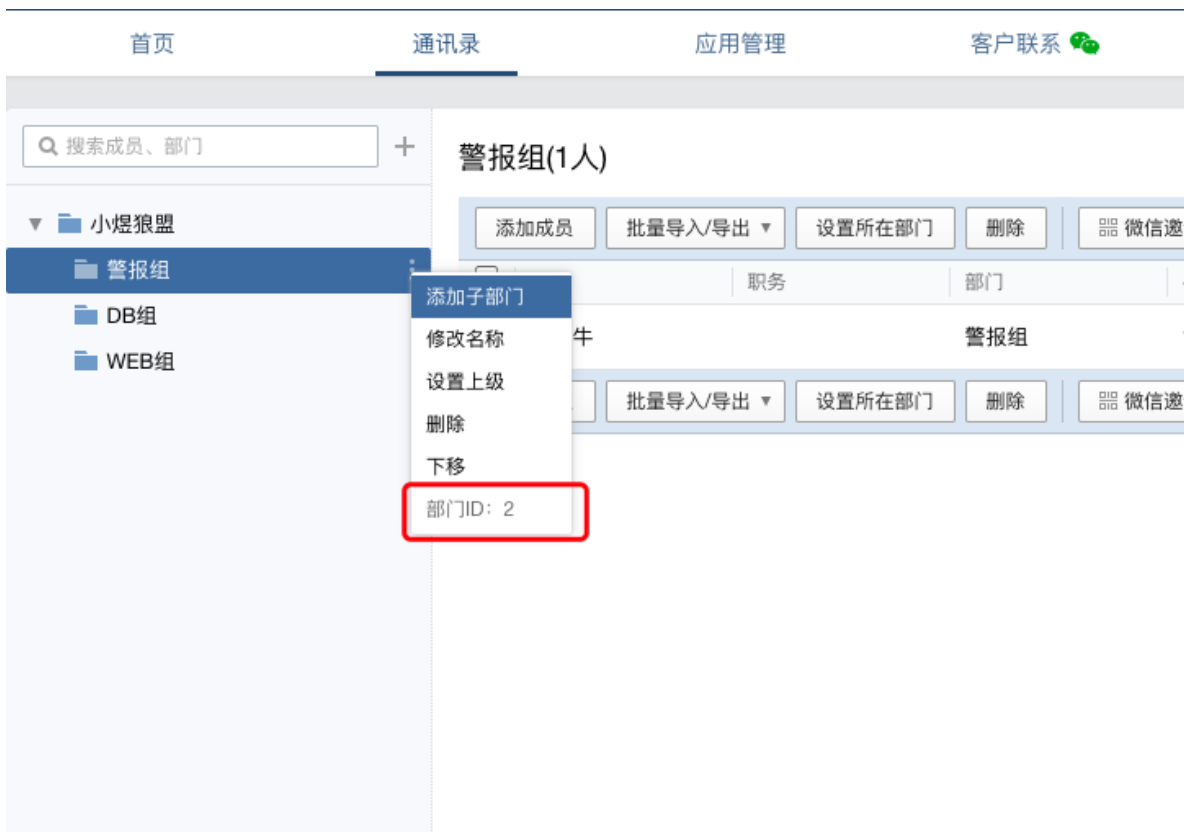 首页 通讯录 应用管理 客户联系
搜索成员、部门
小煜狼盟
警报组
DB组
WEB组
警报组(1人)
添加成员 批量导入/导出 设置所在部门 删除 微信邀
职务 部门
牛 警报组
批量导入/导出 设置所在部门 删除 微信邀
添加子部门
修改名称
设置上级
删除
下移
部门ID：2